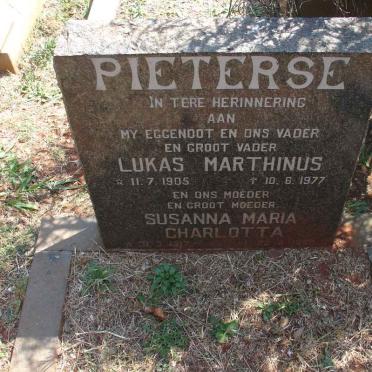 PIETERSE
IN TERE HERINNERING
AAN
MY EGGENOOT EN ONS VADER
EN GROOT VADER
LUKAS MARTHINUS
☆ 11.7.1905 † 10.6.1977
EN ONS MOEDER
EN GROOT MOEDER
SUSANNA MARIA
CHARLOTTA